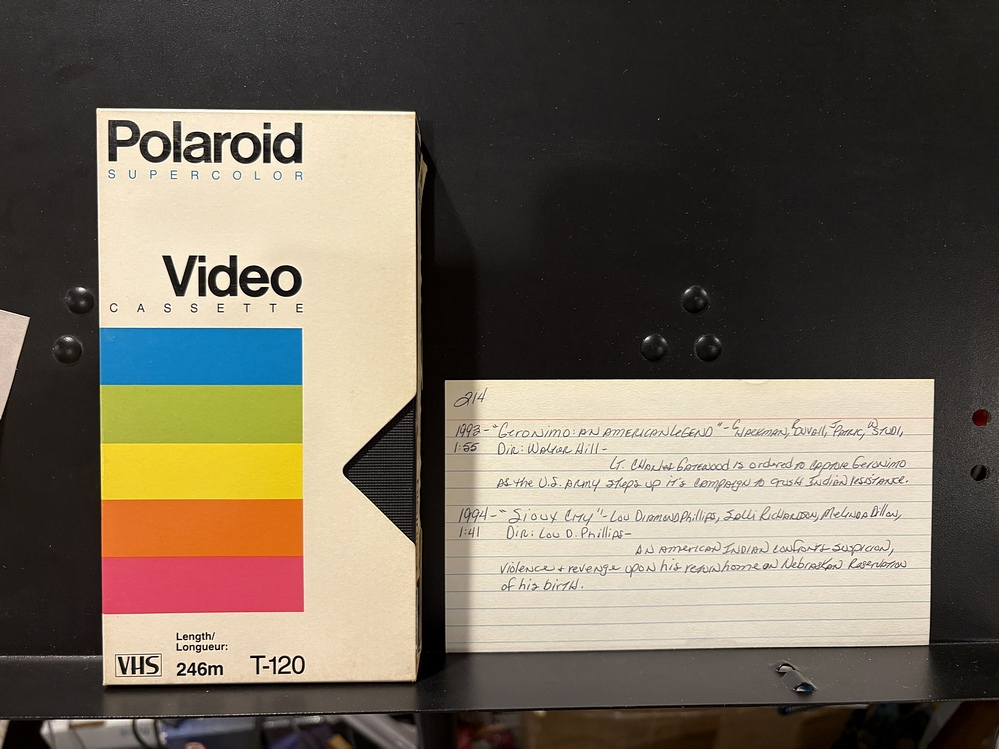 Polaroid
SUPERCOLOR
Video
CASSETTE
Length/
Longueur:
VHS 246m T-120
214
1993-"Geronimo: An American Legend"-G Hackman, R Duvall, J Patric, W Studi,
1:55 Dir: Walter Hill-
Lt. Charles Gatewood is ordered to capture Geronimo
as the U.S. Army steps up it's campaign to crush Indian resistance.
1994-"Sioux City"-Lou Diamond Phillips, Salli Richardson, Melinda Dillon,
1:41 Dir: Lou D. Phillips-
An American Indian confronts suspicion,
violence + revenge upon his return home on Nebraskan Reservation
of his birth.